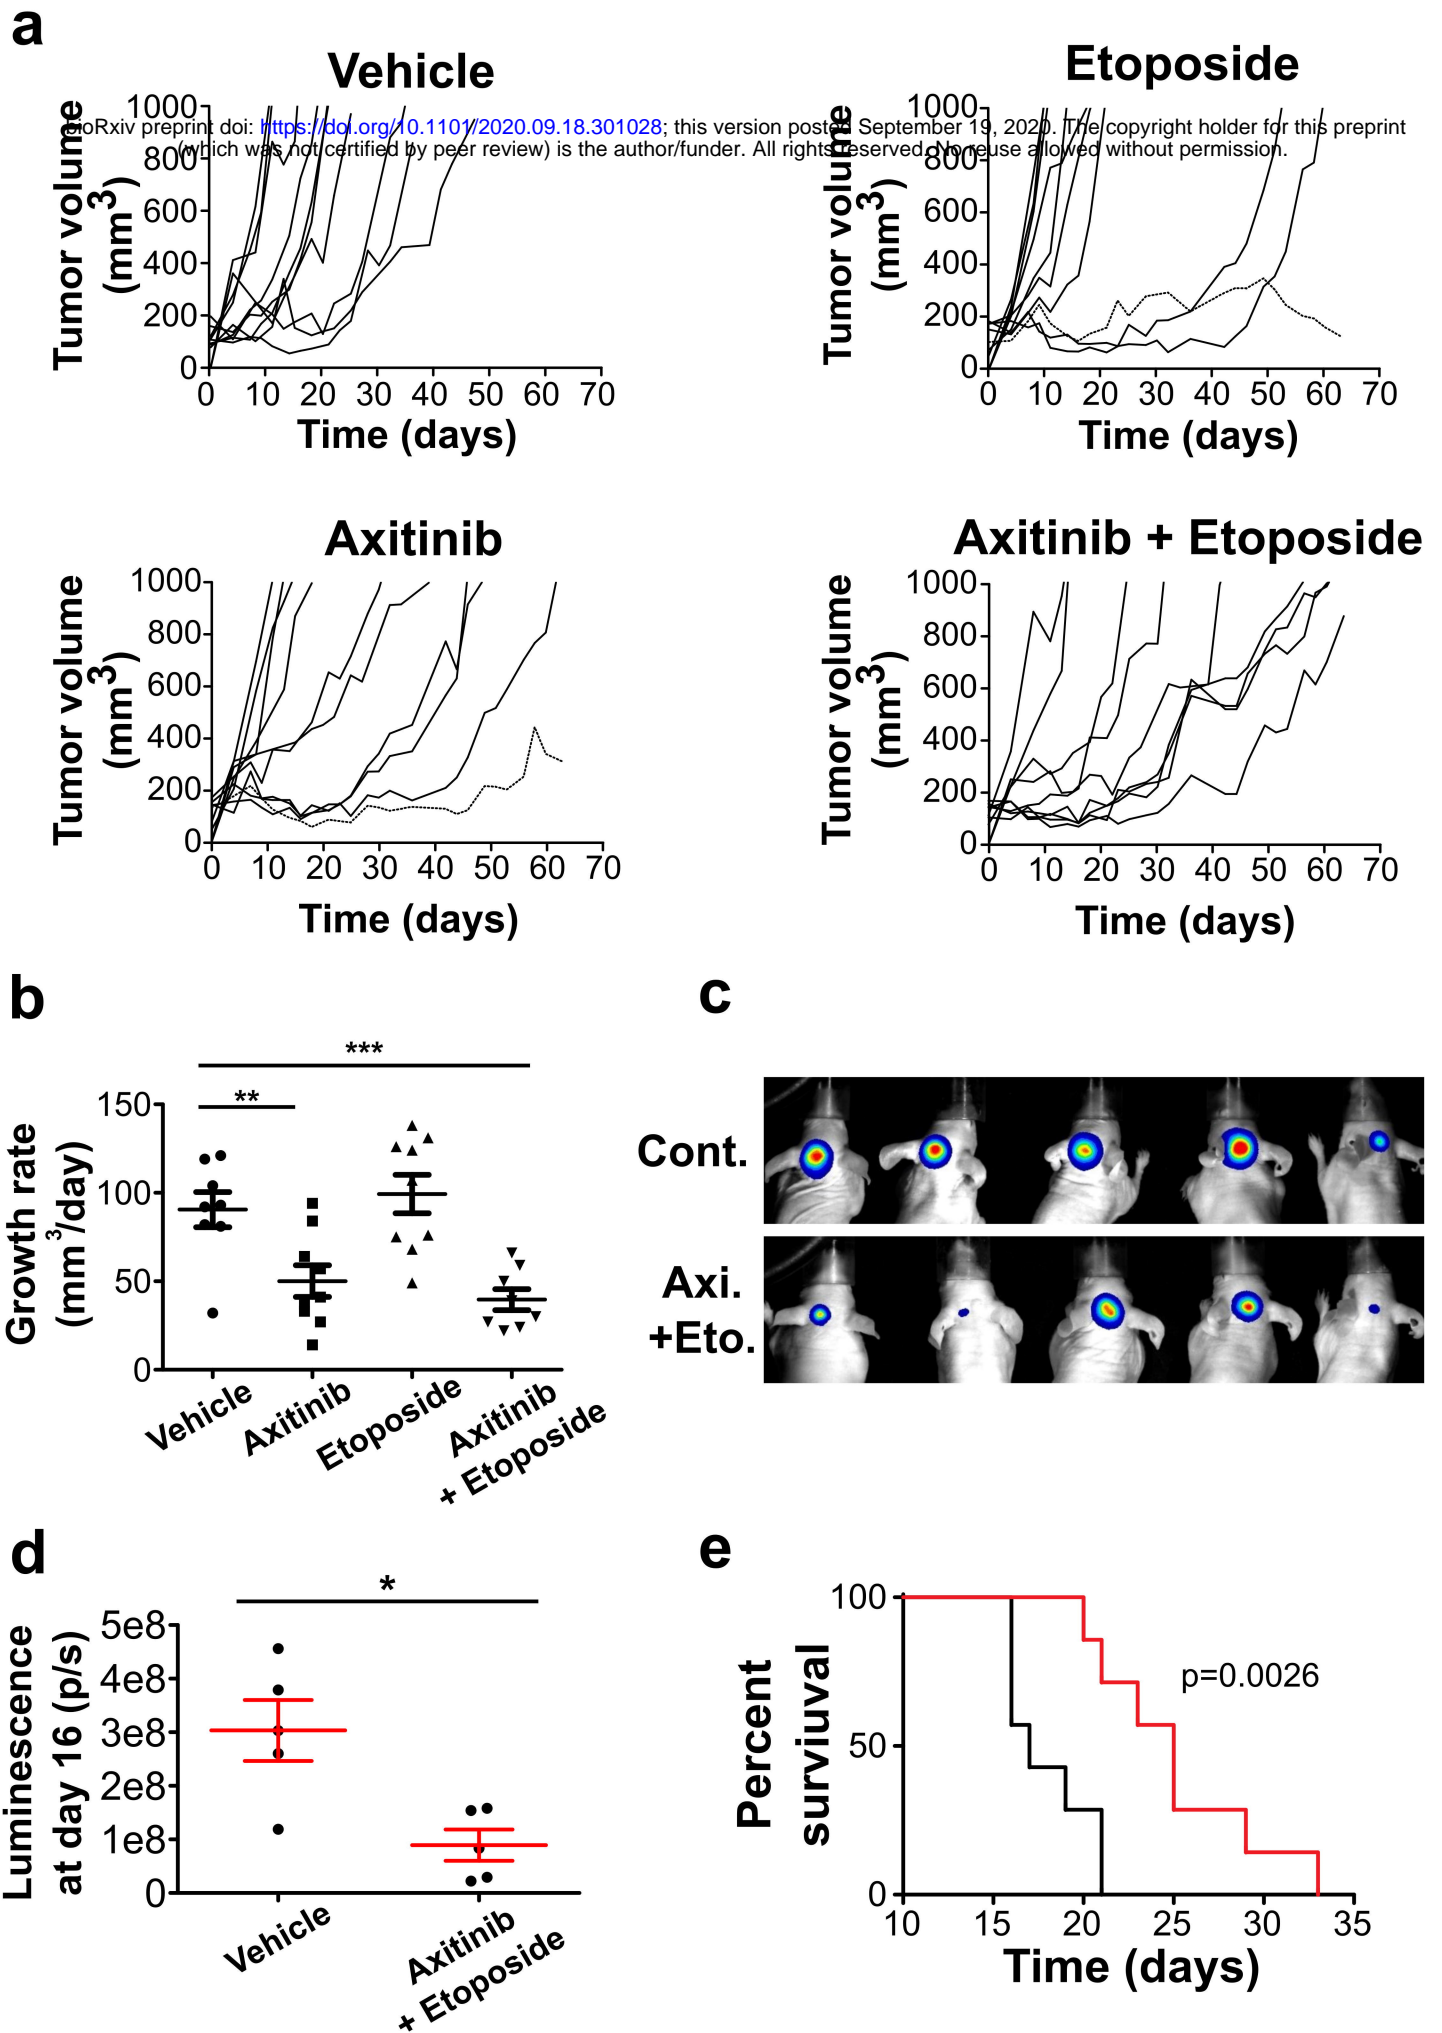 a
Vehicle
Etoposide
bioRxiv preprint doi: https://doi.org/10.1101/2020.09.18.301028; this version posted September 19, 2020. The copyright holder for this preprint
(which was not certified by peer review) is the author/funder. All rights reserved. No reuse allowed without permission.
Tumor volume
(mm3)
1000
800
600
400
200
0
0 10 20 30 40 50 60 70
Time (days)
Tumor volume
(mm3)
1000
800
600
400
200
0
0 10 20 30 40 50 60 70
Time (days)
Axitinib
Axitinib + Etoposide
Tumor volume
(mm3)
1000
800
600
400
200
0
0 10 20 30 40 50 60 70
Time (days)
Tumor volume
(mm3)
1000
800
600
400
200
0
0 10 20 30 40 50 60 70
Time (days)
b
***
**
Growth rate
(mm3/day)
150
100
50
0
Vehicle
Axitinib
Etoposide
Axitinib
+ Etoposide
c
Cont.
Axi.
+Eto.
d
*
Luminescence
at day 16 (p/s)
5e8
4e8
3e8
2e8
1e8
0
Vehicle
Axitinib
+ Etoposide
e
Percent
surviuval
100
50
0
p=0.0026
10 15 20 25 30 35
Time (days)